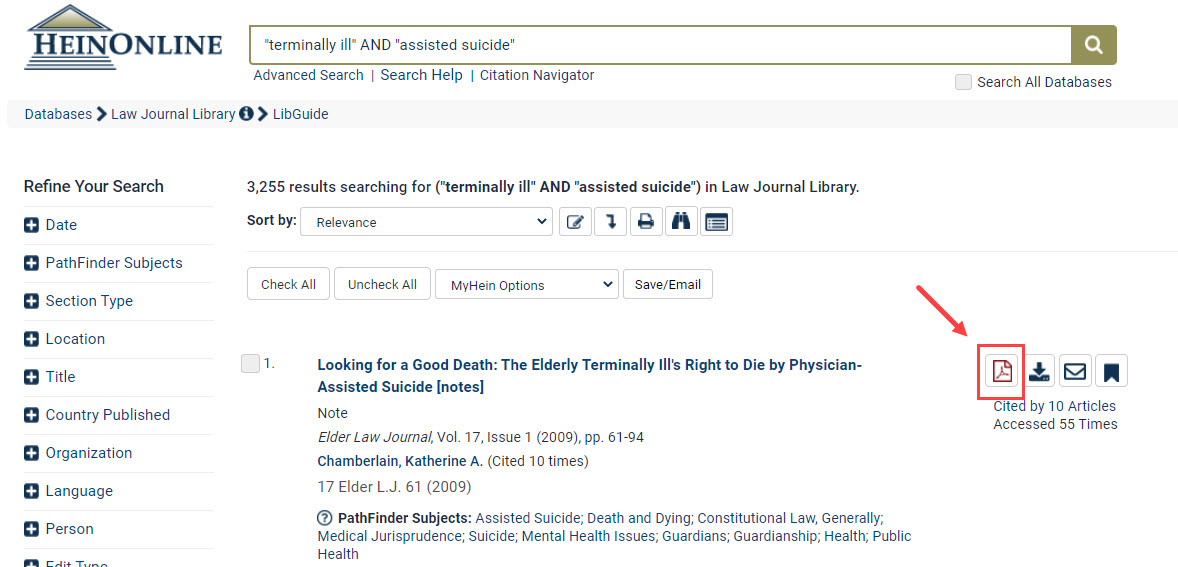 HEINONLINE
"terminally ill" AND "assisted suicide"
Advanced Search | Search Help | Citation Navigator
Search All Databases
Databases Law Journal Library LibGuide
Refine Your Search
Date
PathFinder Subjects
Section Type
Location
Title
Country Published
Organization
Language
Person
Edit Type
3,255 results searching for ("terminally ill" AND "assisted suicide") in Law Journal Library.
Sort by: Relevance
Check All Uncheck All MyHein Options Save/Email
1. Looking for a Good Death: The Elderly Terminally Ill's Right to Die by Physician-
Assisted Suicide [notes]
Note
Elder Law Journal, Vol. 17, Issue 1 (2009), pp. 61-94
Chamberlain, Katherine A. (Cited 10 times)
17 Elder L.J. 61 (2009)
PathFinder Subjects: Assisted Suicide; Death and Dying; Constitutional Law, Generally;
Medical Jurisprudence; Suicide; Mental Health Issues; Guardians; Guardianship; Health; Public
Health
Cited by 10 Articles
Accessed 55 Times